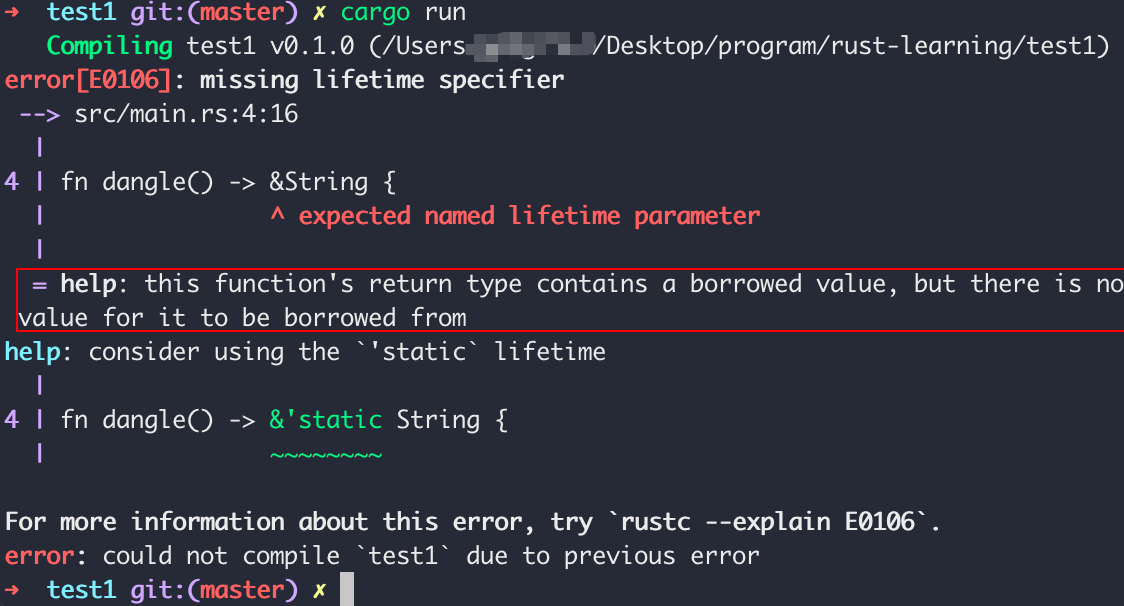 ➜  test1 git:(master) ✗ cargo run
   Compiling test1 v0.1.0 (/Users/Desktop/program/rust-learning/test1)
error[E0106]: missing lifetime specifier
 --> src/main.rs:4:16
  |
4 | fn dangle() -> &String {
  |                ^ expected named lifetime parameter
  |
  = help: this function's return type contains a borrowed value, but there is no
value for it to be borrowed from
help: consider using the `'static` lifetime
  |
4 | fn dangle() -> &'static String {
  |                ~~~~~~~~
For more information about this error, try `rustc --explain E0106`.
error: could not compile `test1` due to previous error
➜  test1 git:(master) ✗